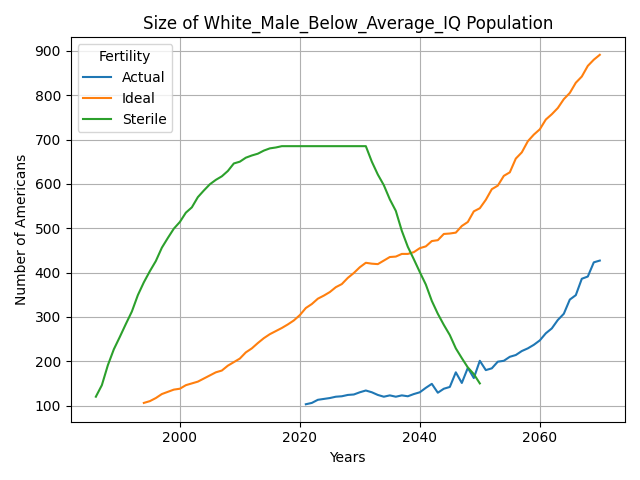 Size of White_Male_Below_Average_IQ Population
Fertility
Actual
Ideal
Sterile
Number of Americans
900
800
700
600
500
400
300
200
100
2000
2020
2040
2060
Years